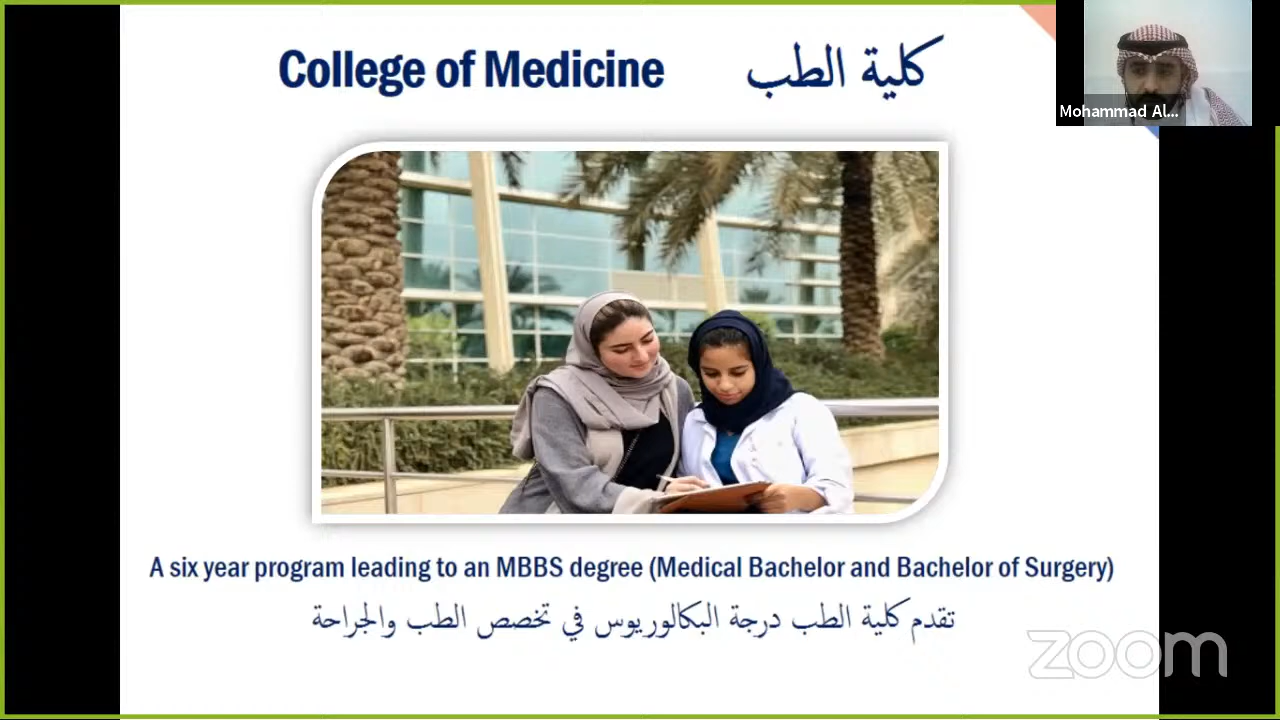 College of Medicine
كلية الطب
Mohammad Al...
A six year program leading to an MBBS degree (Medical Bachelor and Bachelor of Surgery)
تقدم كلية الطب درجة البكالوريوس في تخصص الطب والجراحة
zoom